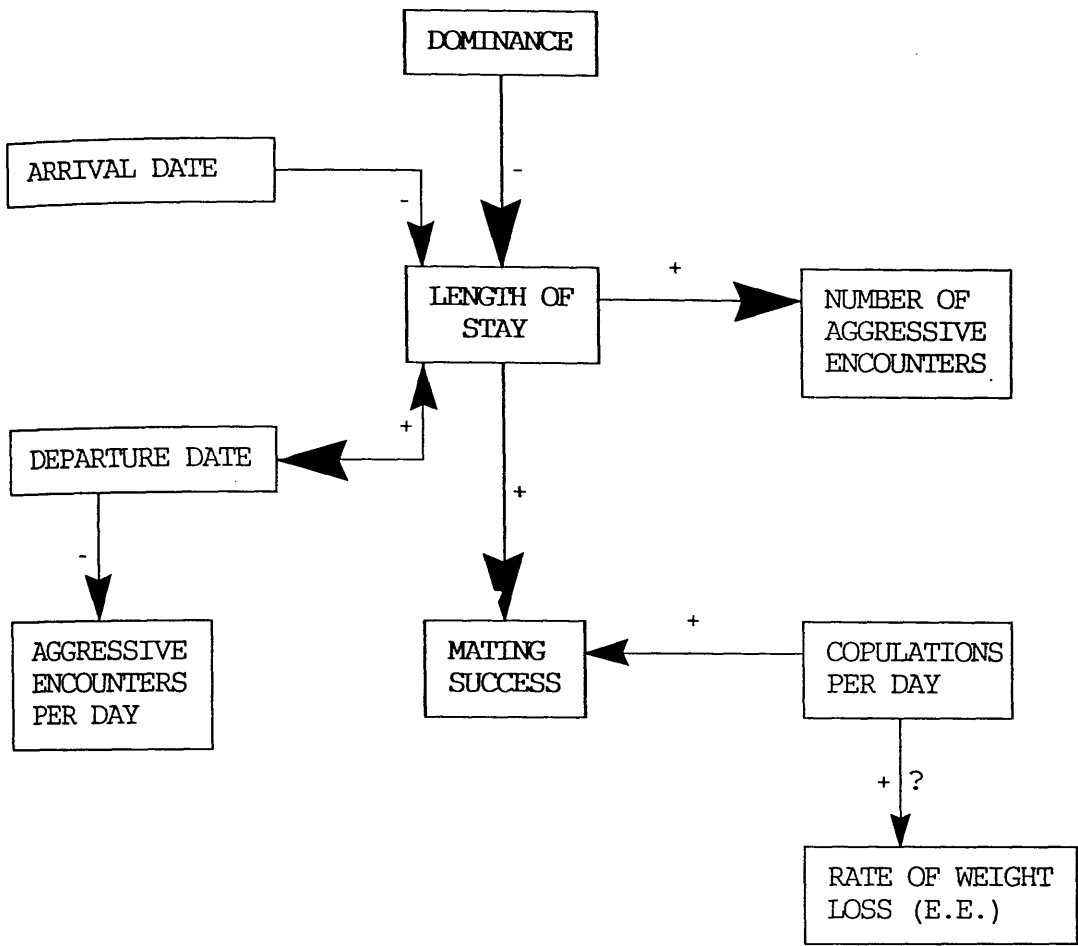 DOMINANCE
-
ARRIVAL DATE
-
LENGTH OF
STAY
+
NUMBER OF
AGGRESSIVE
ENCOUNTERS
+
DEPARTURE DATE
+
-
AGGRESSIVE
ENCOUNTERS
PER DAY
MATING
SUCCESS
+
COPULATIONS
PER DAY
+ ?
RATE OF WEIGHT
LOSS (E.E.)